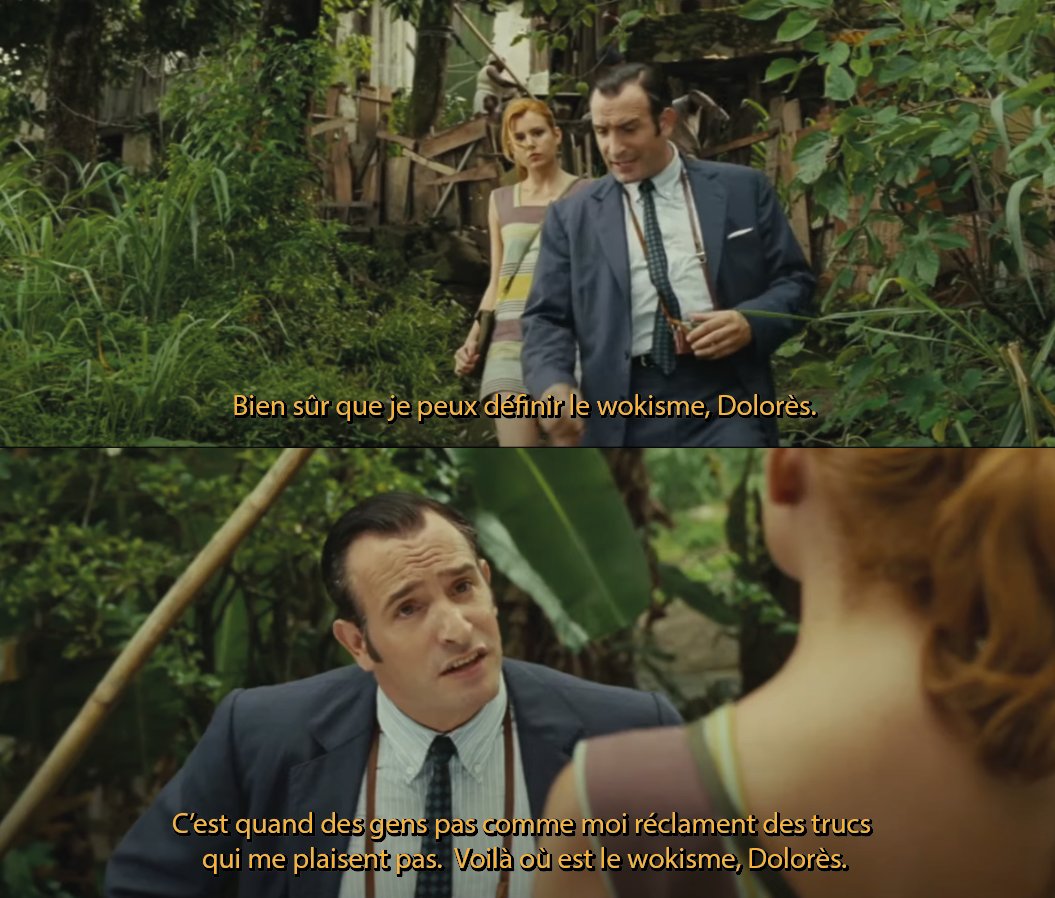 Bien sûr que je peux définir le wokisme, Dolorès.
C'est quand des gens pas comme moi réclament des trucs
qui me plaisent pas.  Voilà où est le wokisme, Dolorès.